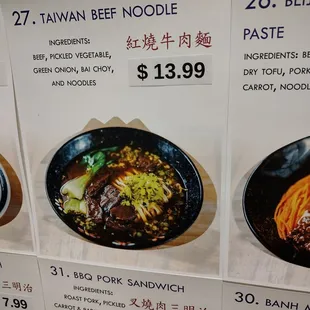 27. TAIWAN BEEF NOODLE
INGREDIENTS:
BEEF, PICKLED VEGETABLE,
GREEN ONION, BAI CHOY,
AND NOODLES
紅燒牛肉麵
$ 13.99
PASTE
INGREDIENTS:
DRY TOFU, PORK
CARROT, NOODL
31. BBQ PORK SANDWICH
INGREDIENTS:
ROAST PORK, PICKLED
叉燒肉三明治
三明治
7.99
30. BANH